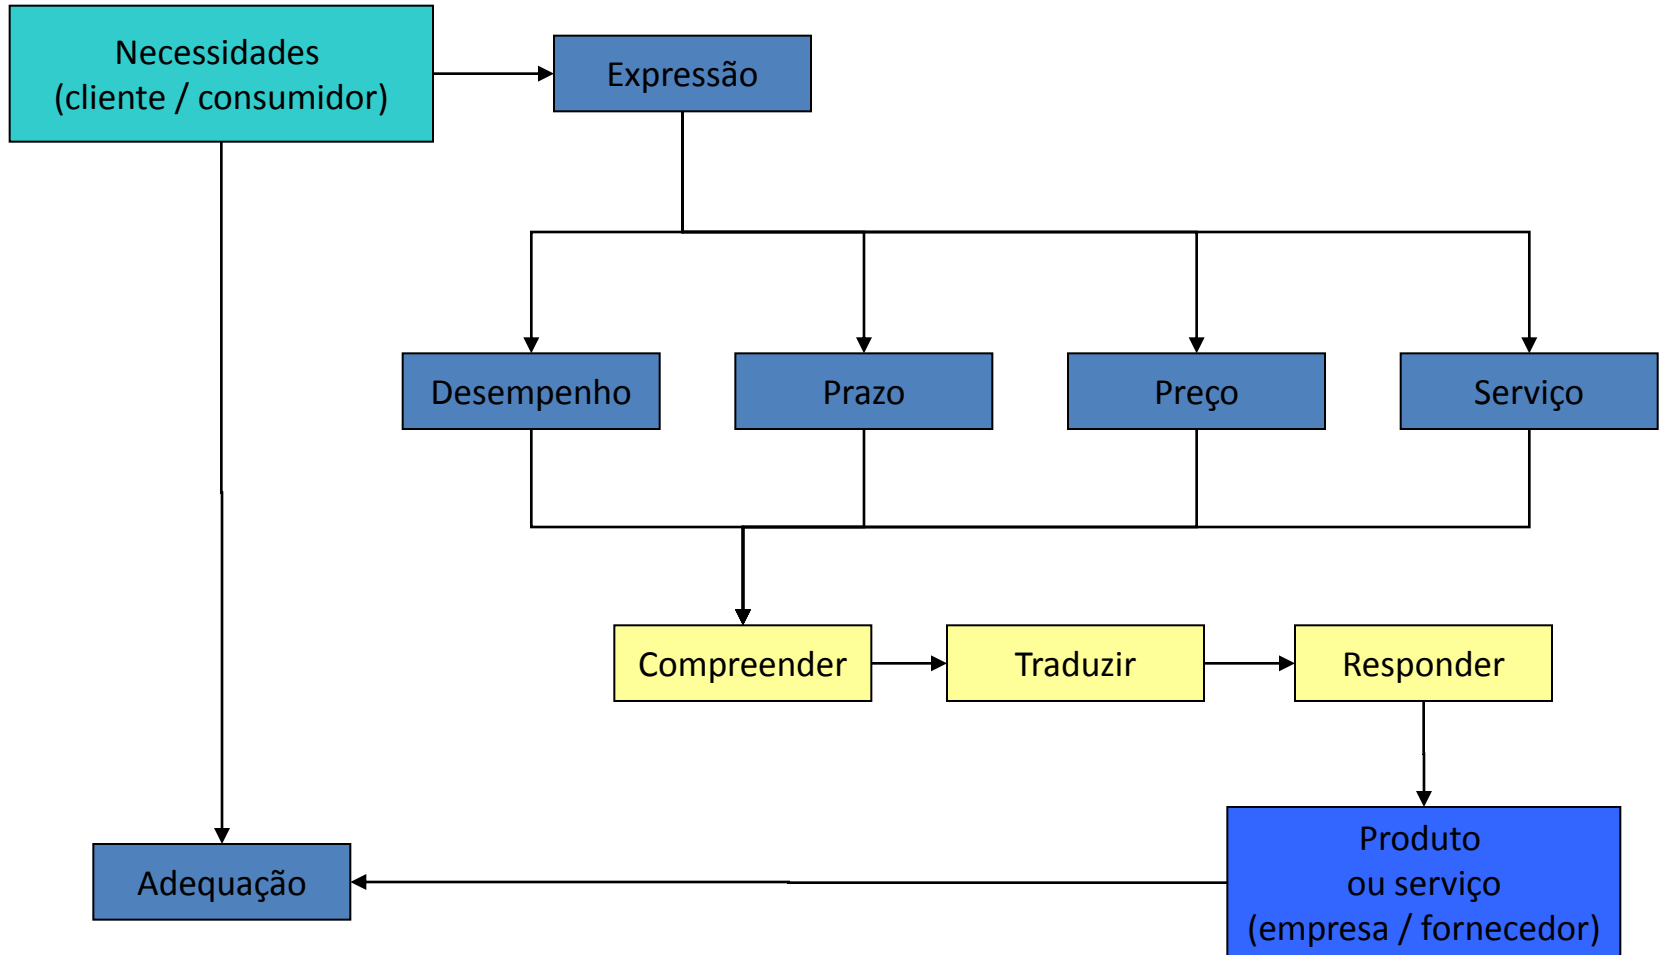 Necessidades
(cliente / consumidor)
Expressão
Desempenho
Prazo
Preço
Serviço
Compreender
Traduzir
Responder
Adequação
Produto
ou serviço
(empresa / fornecedor)